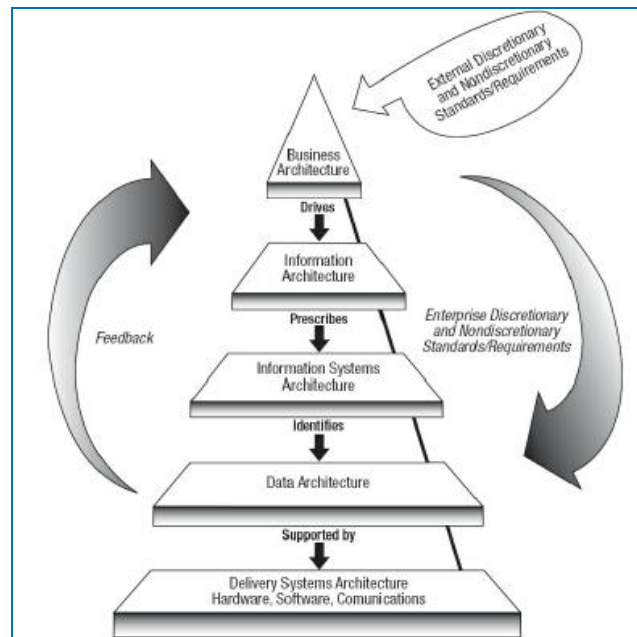 External Discretionary
and Nondiscretionary
Standards/Requirements
Business
Architecture
Drives
Information
Architecture
Prescribes
Feedback
Enterprise Discretionary
and Nondiscretionary
Standards/Requirements
Information Systems
Architecture
Identifies
Data Architecture
Supported by
Delivery Systems Architecture
Hardware, Software, Comunications